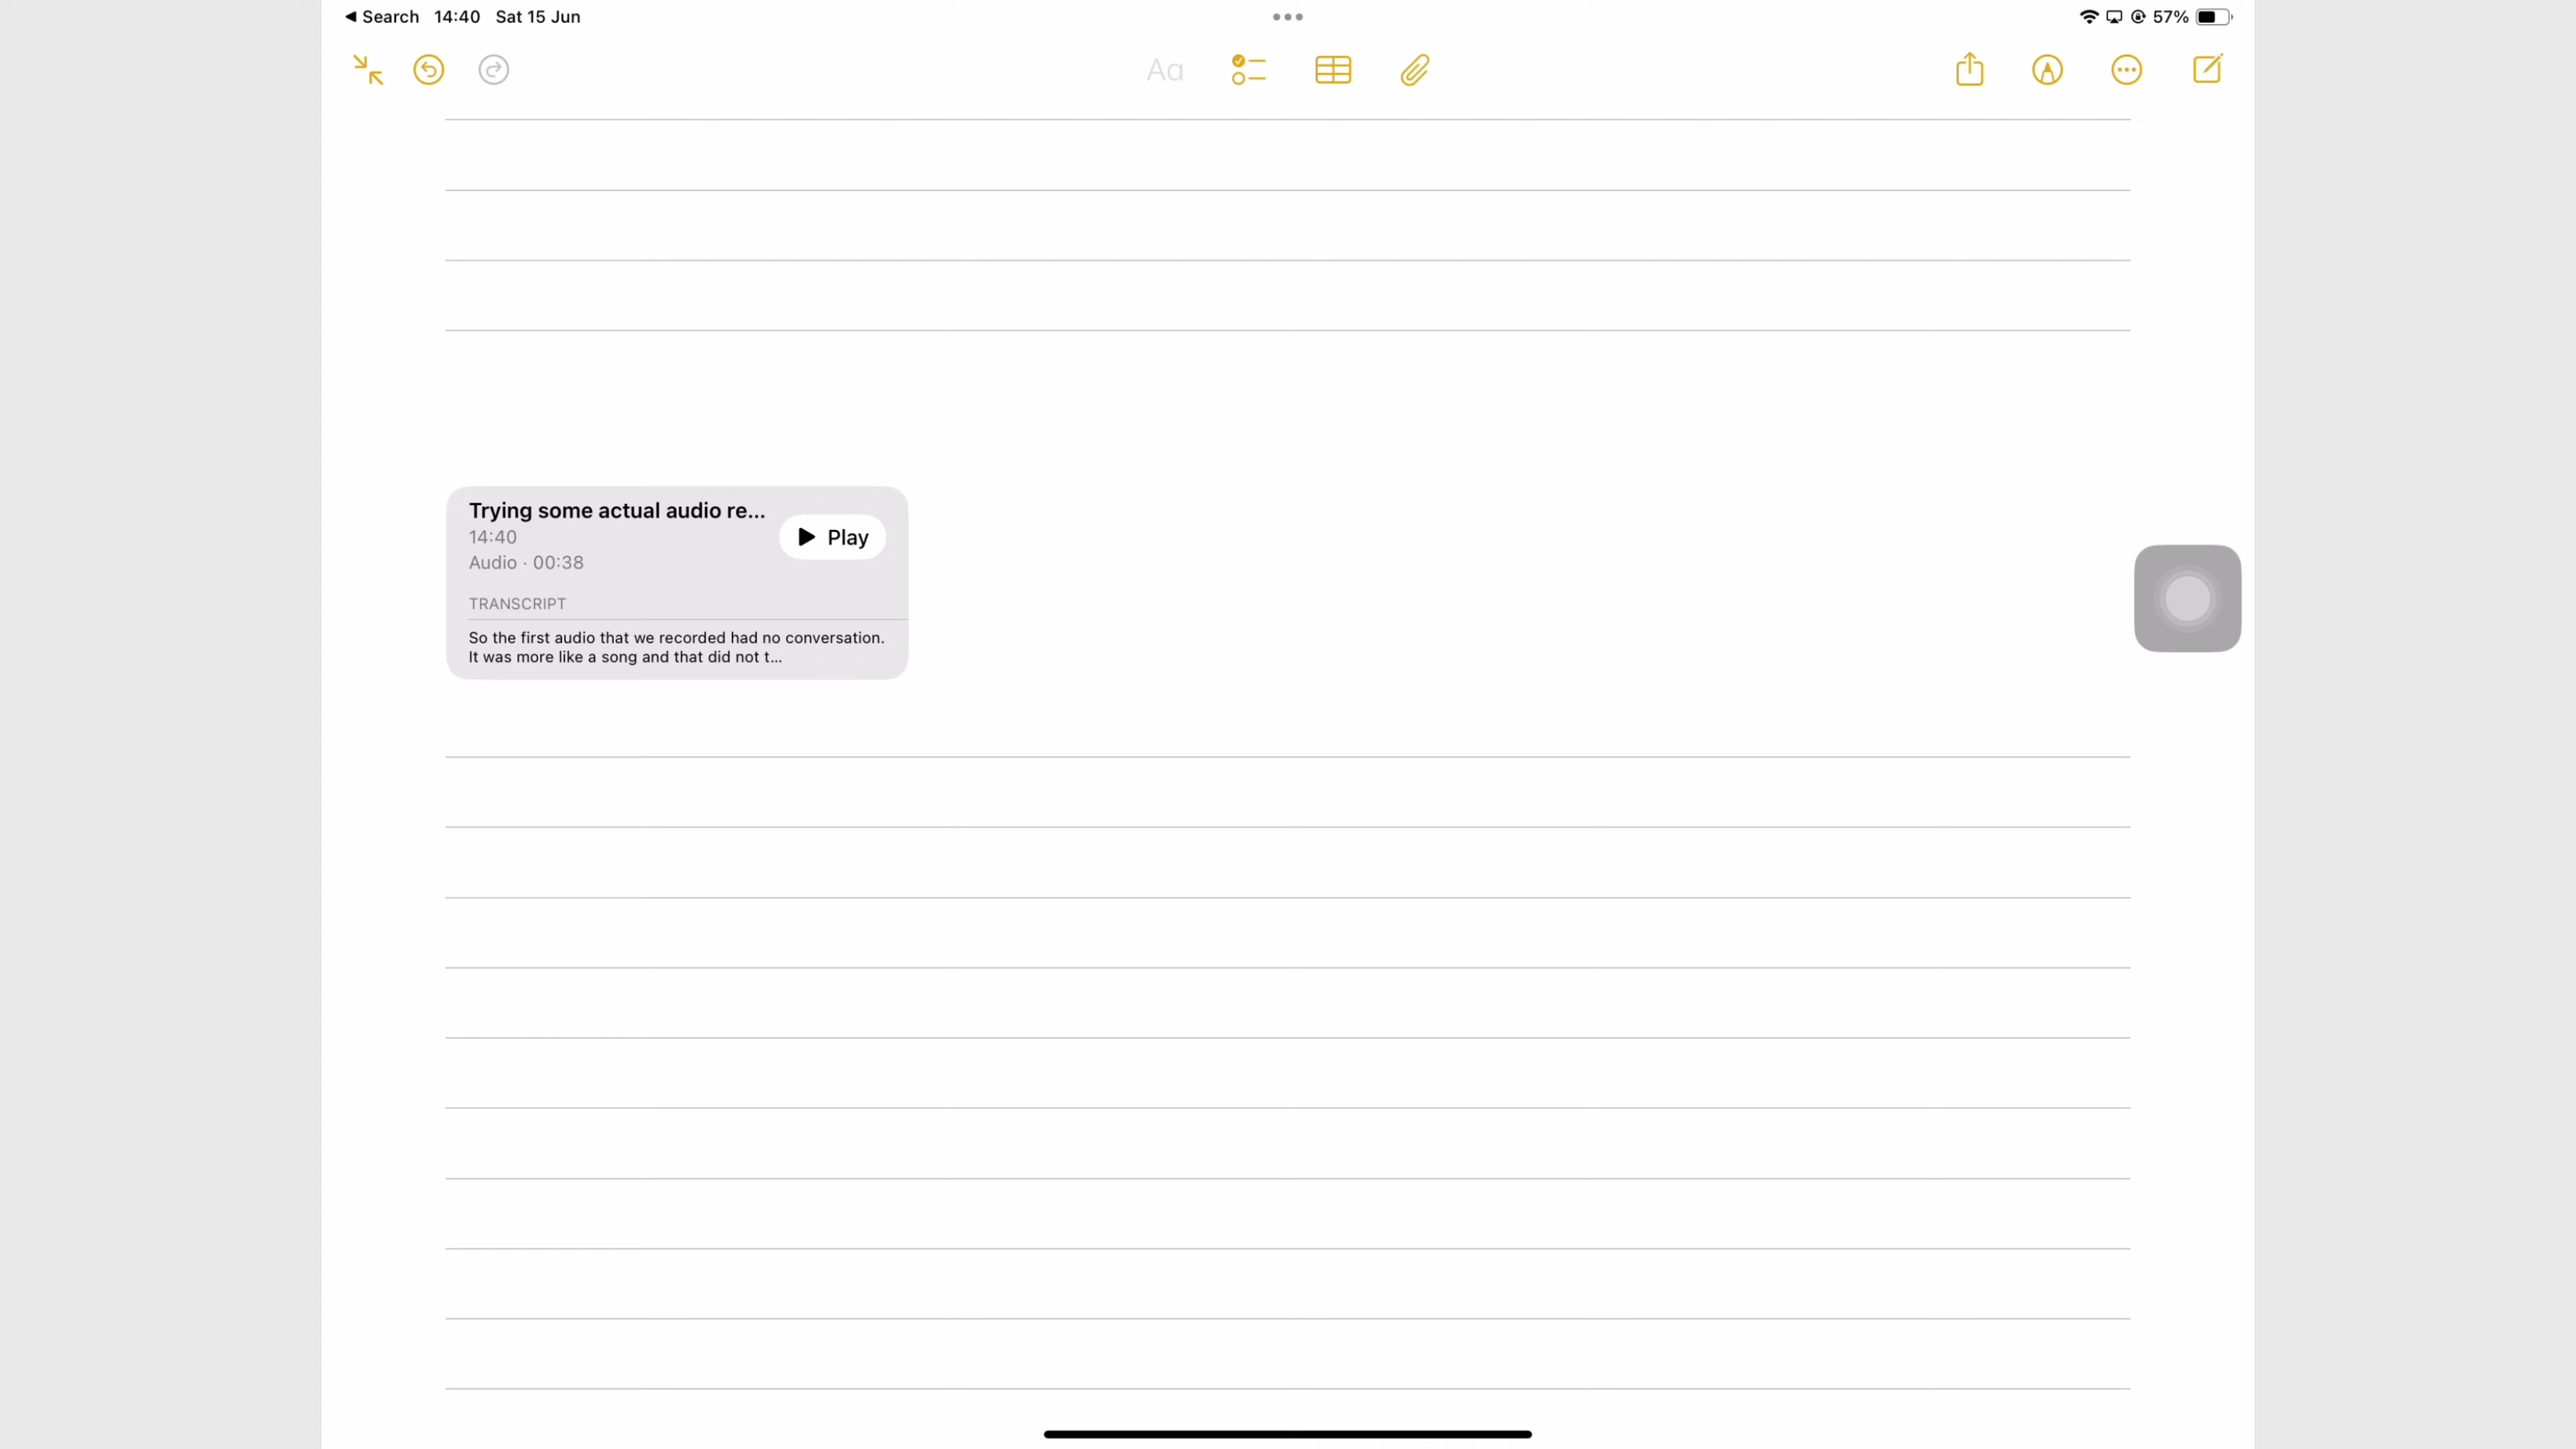 Search 14:40 Sat 15 Jun
57%
Aa
Trying some actual audio re...
14:40
Play
Audio · 00:38
TRANSCRIPT
So the first audio that we recorded had no conversation.
It was more like a song and that did not t...